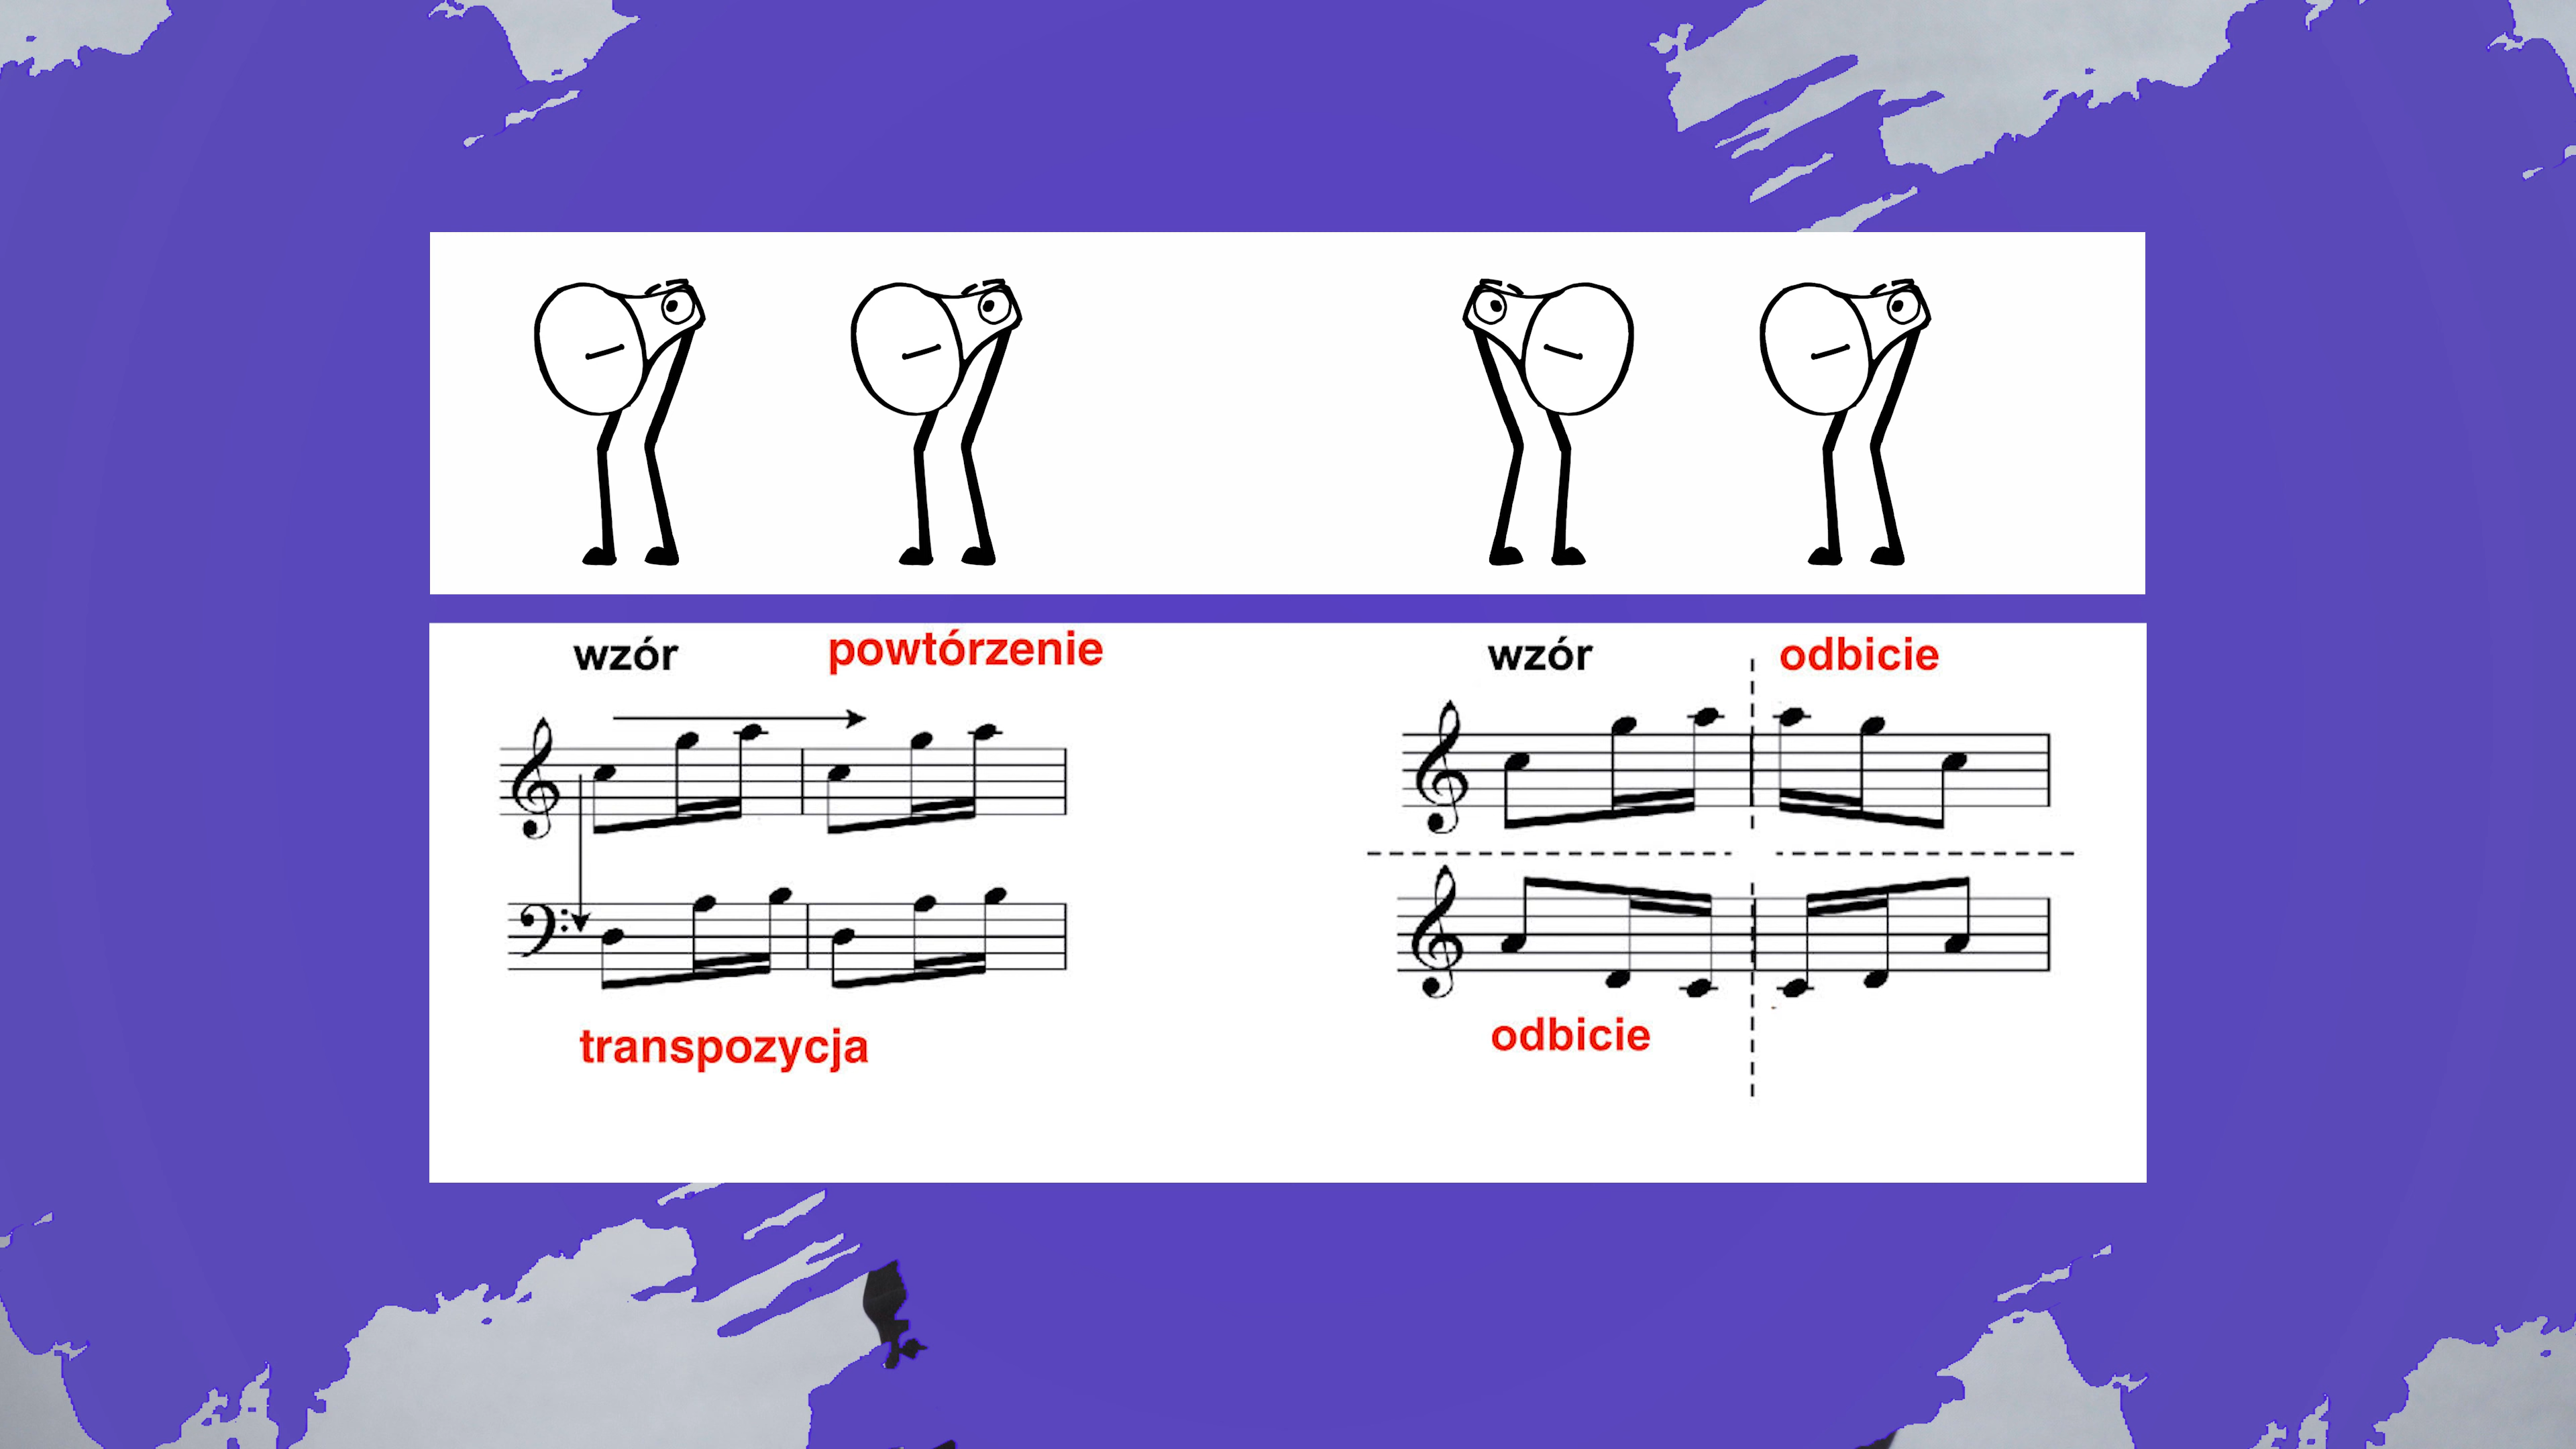 wzór powtórzenie
transpozycja
wzór odbicie
odbicie